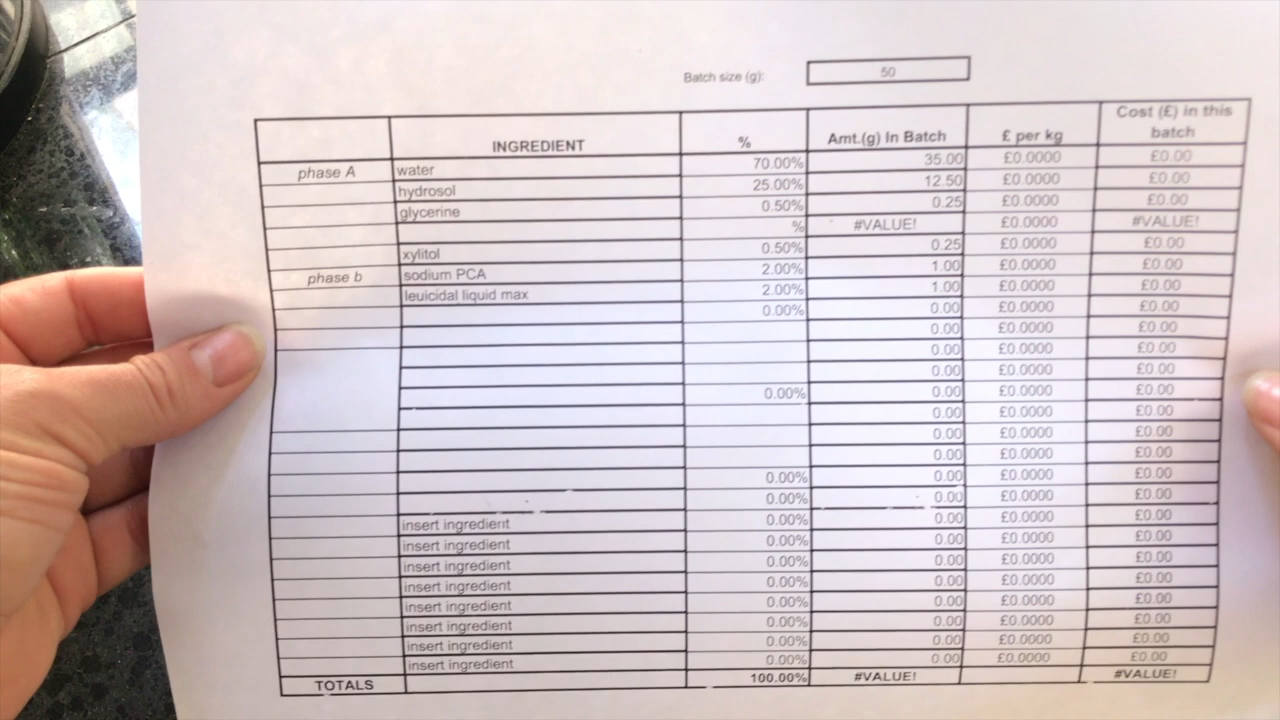 Batch size (g): 50
INGREDIENT % Amt.(g) In Batch £ per kg Cost (£) in this batch
phase A water 70.00% 35.00 £0.0000 £0.00
hydrosol 25.00% 12.50 £0.0000 £0.00
glycerine 0.50% 0.25 £0.0000 £0.00
% #VALUE! £0.0000 #VALUE!
xylitol 0.50% 0.25 £0.0000 £0.00
phase b sodium PCA 2.00% 1.00 £0.0000 £0.00
leuicidal liquid max 2.00% 1.00 £0.0000 £0.00
0.00% 0.00 £0.0000 £0.00
0.00 £0.0000 £0.00
0.00 £0.0000 £0.00
0.00 £0.0000 £0.00
0.00% 0.00 £0.0000 £0.00
0.00 £0.0000 £0.00
0.00 £0.0000 £0.00
0.00 £0.0000 £0.00
0.00% 0.00 £0.0000 £0.00
0.00% 0.00 £0.0000 £0.00
insert ingredient 0.00% 0.00 £0.0000 £0.00
insert ingredient 0.00% 0.00 £0.0000 £0.00
insert ingredient 0.00% 0.00 £0.0000 £0.00
insert ingredient 0.00% 0.00 £0.0000 £0.00
insert ingredient 0.00% 0.00 £0.0000 £0.00
insert ingredient 0.00% 0.00 £0.0000 £0.00
insert ingredient 0.00% 0.00 £0.0000 £0.00
insert ingredient 0.00% 0.00 £0.0000 £0.00
TOTALS 100.00% #VALUE! #VALUE!